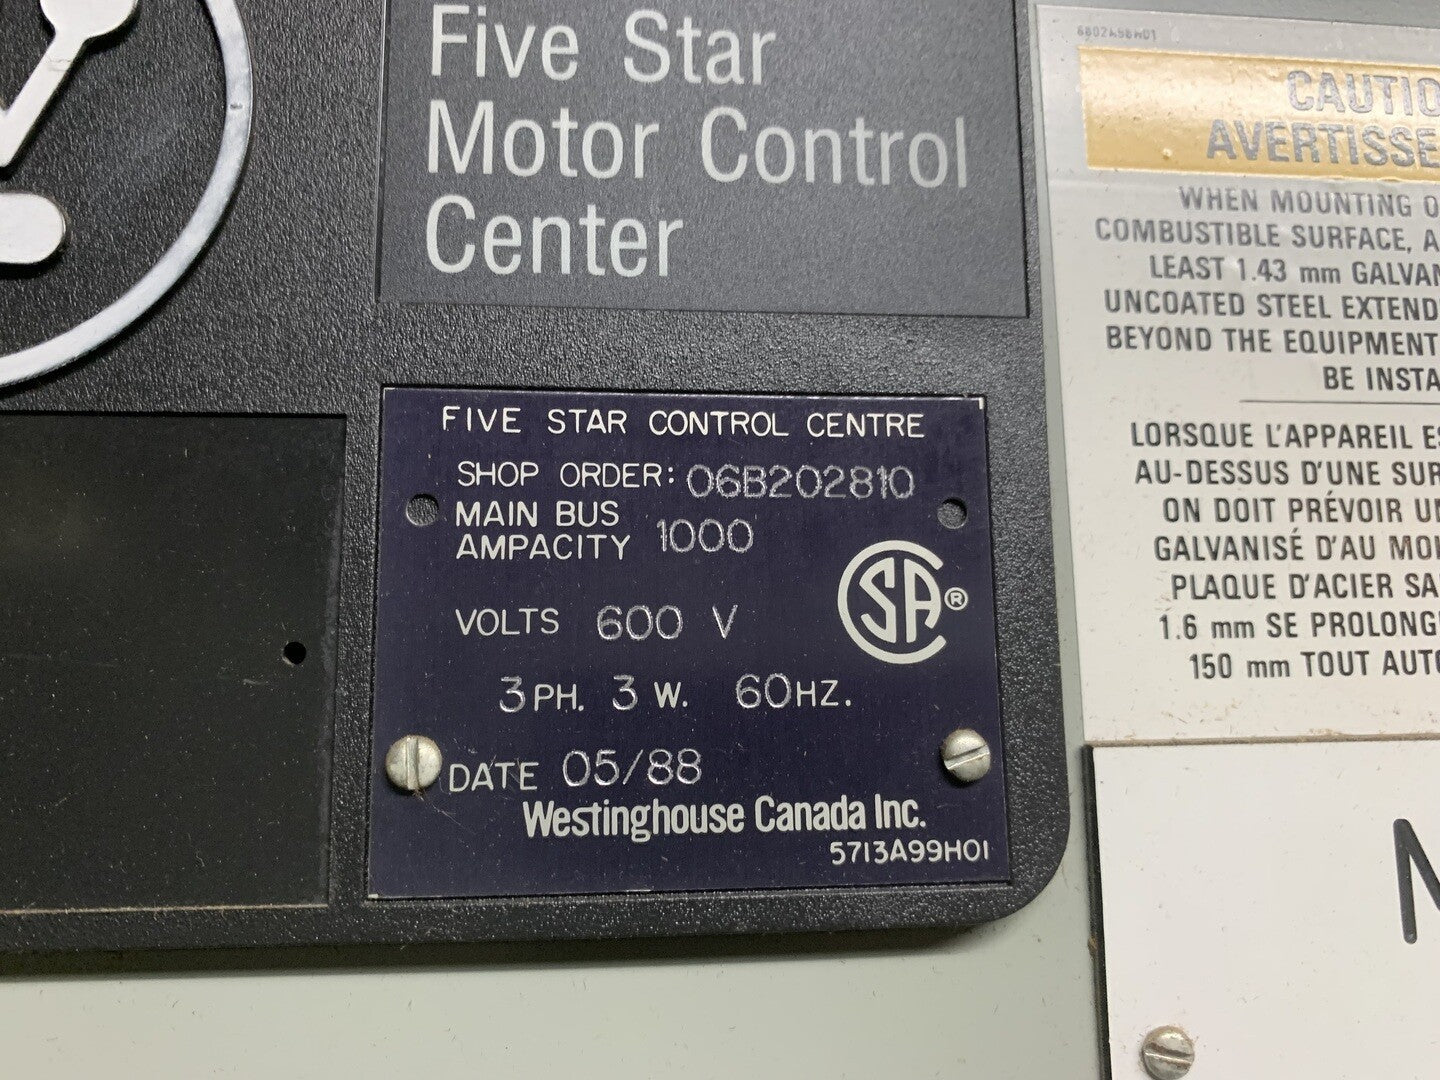 Five Star
Motor Control
Center
FIVE STAR CONTROL CENTRE
SHOP ORDER: 06B202810
MAIN BUS
AMPACITY 1000
VOLTS 600 V
CSA ®
3 PH. 3 W. 60HZ.
DATE 05/88
Westinghouse Canada Inc.
5713A99H01
CAUTIO
AVERTISSE
WHEN MOUNTING O
COMBUSTIBLE SURFACE, A
LEAST 1.43 mm GALVAN
UNCOATED STEEL EXTEND
BEYOND THE EQUIPMENT
BE INSTA
LORSQUE L'APPAREIL ES
AU-DESSUS D'UNE SUR
ON DOIT PRÉVOIR UN
GALVANISÉ D'AU MOI
PLAQUE D'ACIER SA
1.6 mm SE PROLONG
150 mm TOUT AUTO